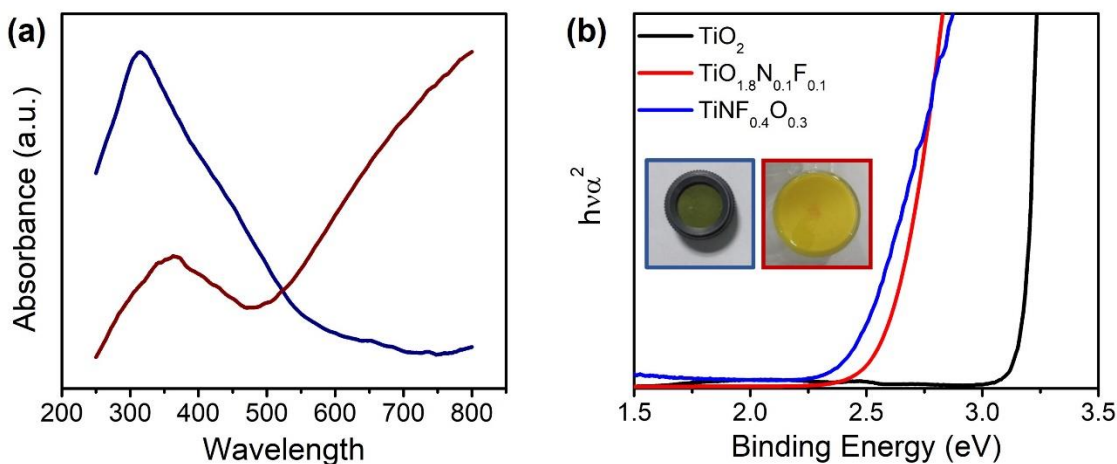 (a)
Absorbance (a.u.)
200 300 400 500 600 700 800
Wavelength
(b)
TiO₂
TiO₁.₈N₀.₁F₀.₁
TiNF₀.₄O₀.₃
hνα²
1.5 2.0 2.5 3.0 3.5
Binding Energy (eV)